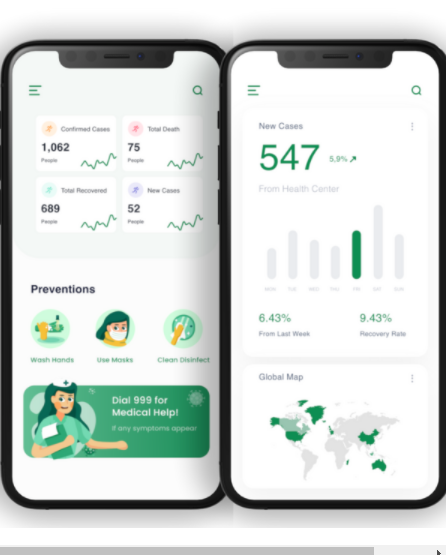 Confirmed Cases
1,062
People
Total Death
75
People
Total Recovered
689
People
New Cases
52
People
Preventions
Wash Hands
Use Masks
Clean Disinfect
Dial 999 for
Medical Help!
If any symptoms appear
New Cases
547 5.9%
From Health Center
MON TUE WED THU FRI SAT SUN
6.43%
From Last Week
9.43%
Recovery Rate
Global Map